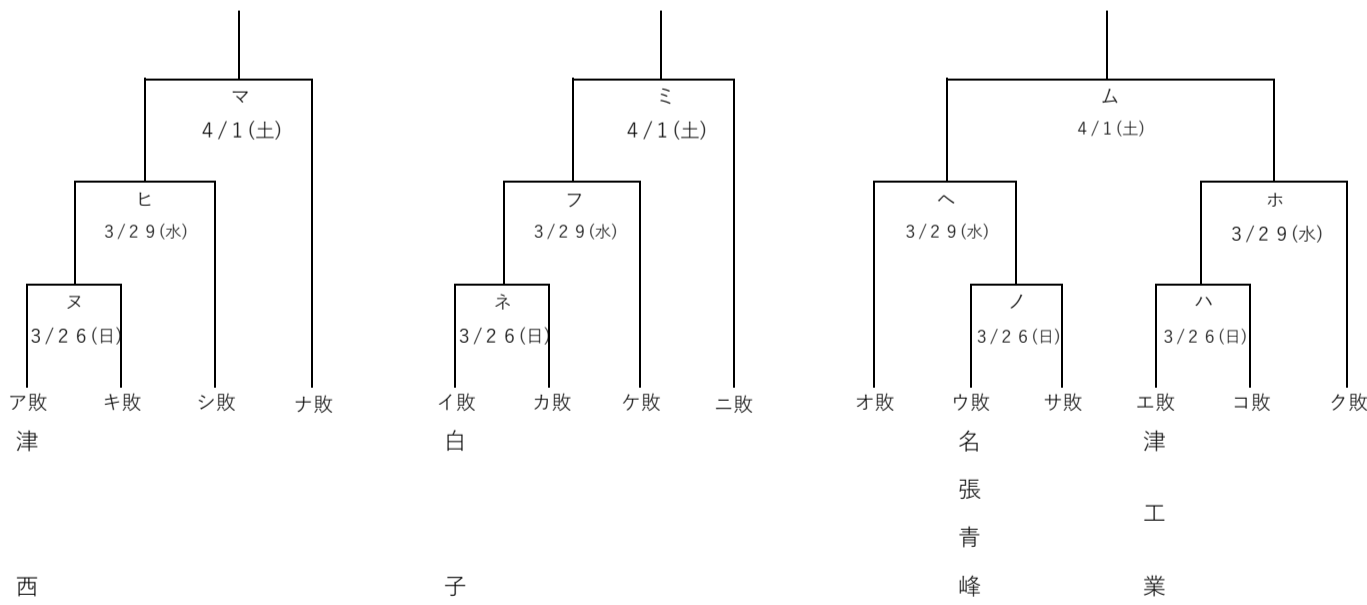 マ
4/1(土)
ミ
4/1(土)
ム
4/1(土)
ヒ
3/29(水)
フ
3/29(水)
ヘ
3/29(水)
ホ
3/29(水)
ヌ
3/26(日)
ネ
3/26(日)
ノ
3/26(日)
ハ
3/26(日)
ア敗 キ敗 シ敗 ナ敗 イ敗 カ敗 ケ敗 ニ敗 オ敗 ウ敗 サ敗 エ敗 コ敗 ク敗
津西
白子
名張青峰
津工業